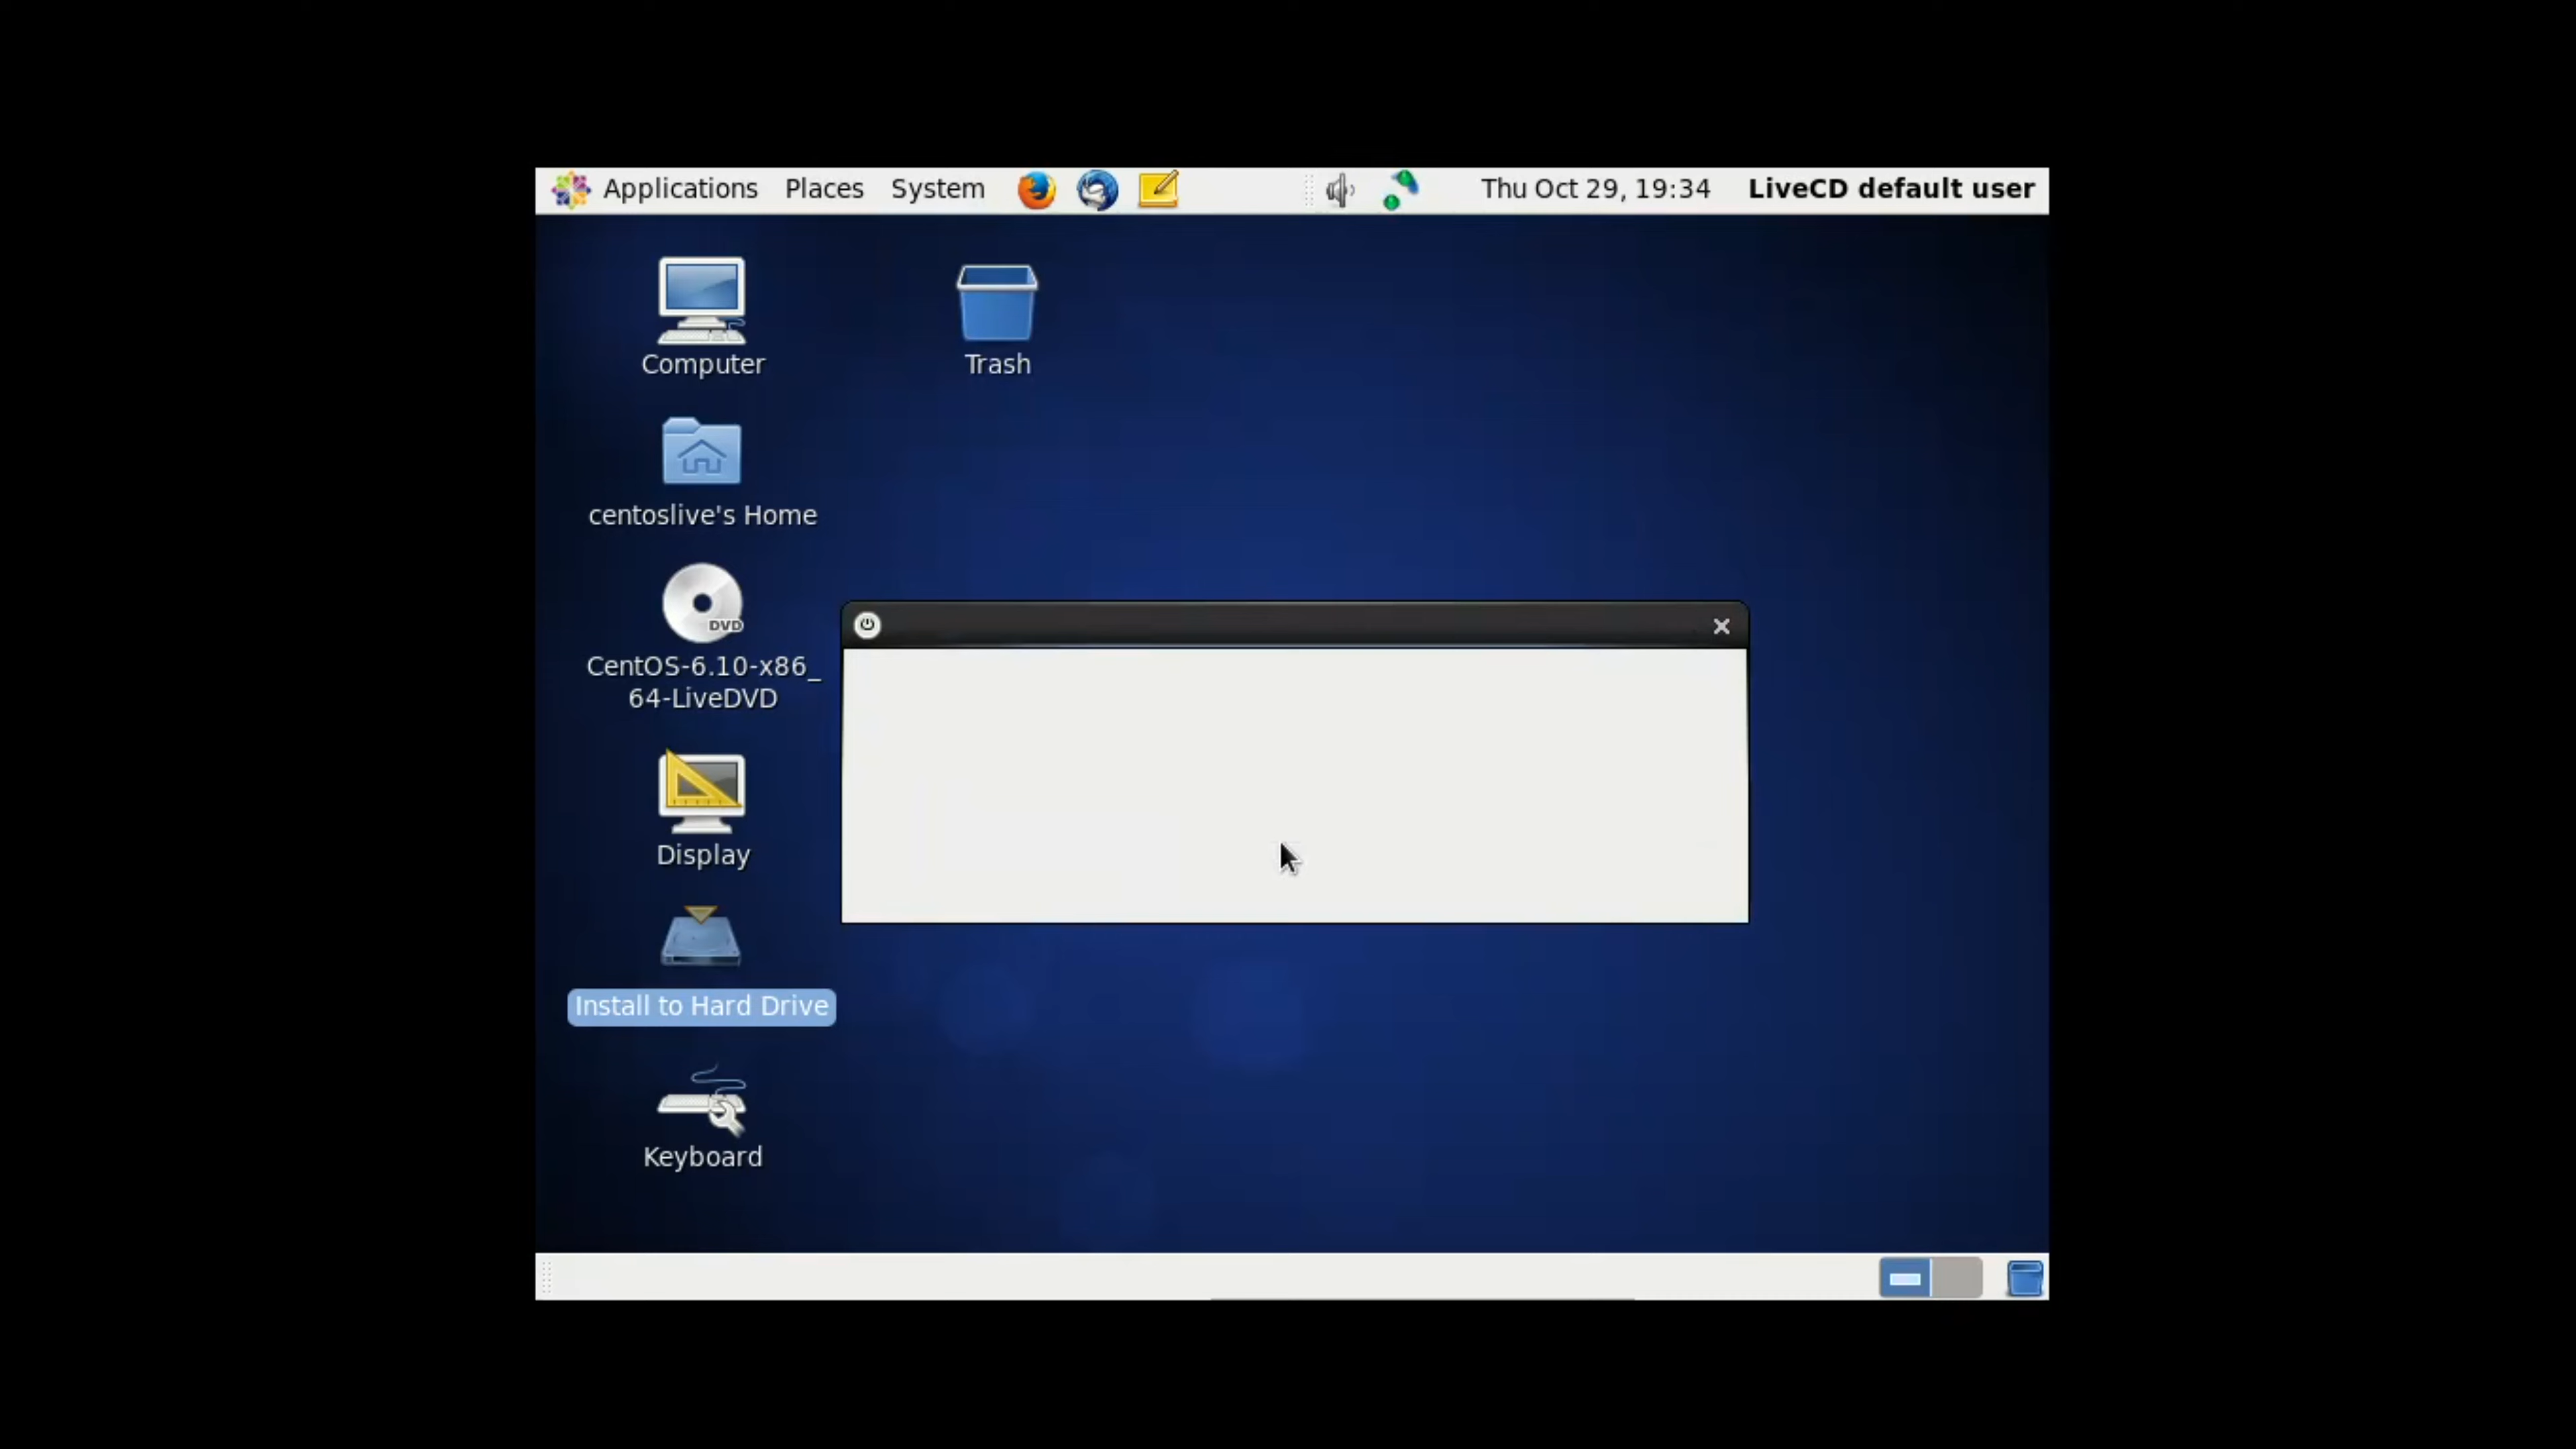 Applications Places System Thu Oct 29, 19:34 LiveCD default user
Computer
Trash
centoslive's Home
DVD
CentOS-6.10-x86_
64-LiveDVD
Display
Install to Hard Drive
Keyboard